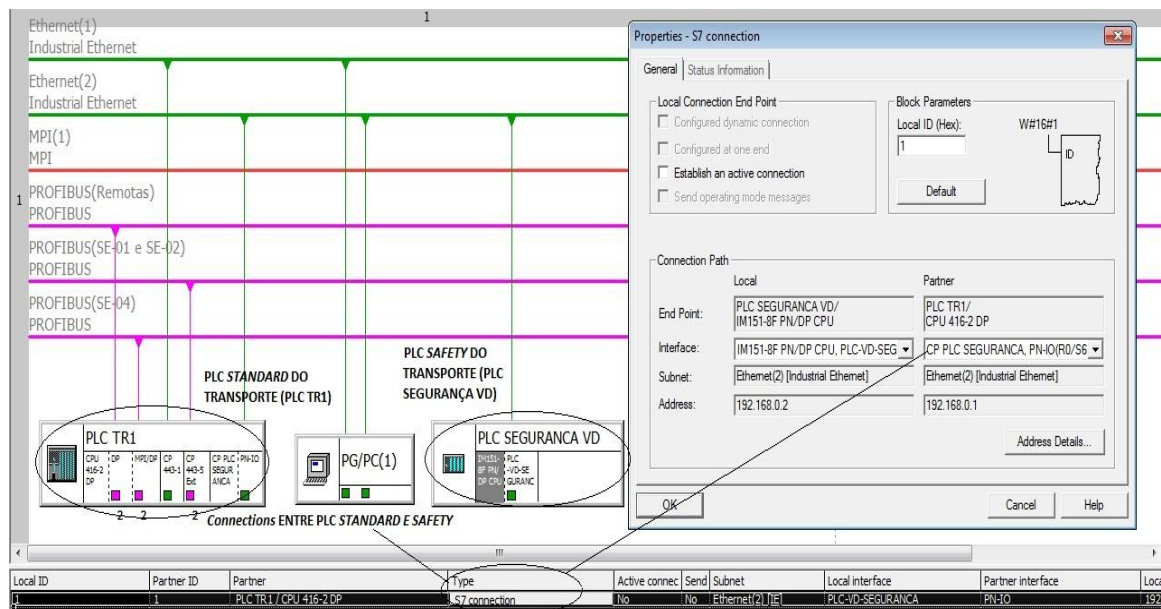 1
Ethernet(1)
Industrial Ethernet
Ethernet(2)
Industrial Ethernet
MPI(1)
MPI
1
PROFIBUS(Remotas)
PROFIBUS
PROFIBUS(SE-01 e SE-02)
PROFIBUS
PROFIBUS(SE-04)
PROFIBUS
PLC STANDARD DO
TRANSPORTE (PLC TR1)
PLC SAFETY DO
TRANSPORTE (PLC
SEGURANÇA VD)
PLC TR1
CPU
416-2
DP
DP
MPI/DP
CP
443-1
CP
443-5
Ext
CP PLC
SEGUR
ANCA
PN-IO
2 2 2
PG/PC(1)
PLC SEGURANCA VD
IM151-
8F PN/
DP CPU
PLC
-VD-SE
GURANC
Connections ENTRE PLC STANDARD E SAFETY
Properties - S7 connection
General Status Information
Local Connection End Point
Configured dynamic connection
Configured at one end
Establish an active connection
Send operating mode messages
Block Parameters
Local ID (Hex): W#16#1
1
ID
Default
Connection Path
Local Partner
End Point: PLC SEGURANCA VD/
IM151-8F PN/DP CPU
PLC TR1/
CPU 416-2 DP
Interface: IM151-8F PN/DP CPU, PLC-VD-SEG CP PLC SEGURANCA, PN-IO(R0/S6
Subnet: Ethernet(2) [Industrial Ethernet] Ethernet(2) [Industrial Ethernet]
Address: 192.168.0.2 192.168.0.1
Address Details...
OK Cancel Help
Local ID Partner ID Partner Type Active connec Send Subnet Local interface Partner interface Loca
1 1 PLC TR1 / CPU 416-2 DP S7 connection No No Ethernet(2) [IE] PLC-VD-SEGURANCA PN-IO 192